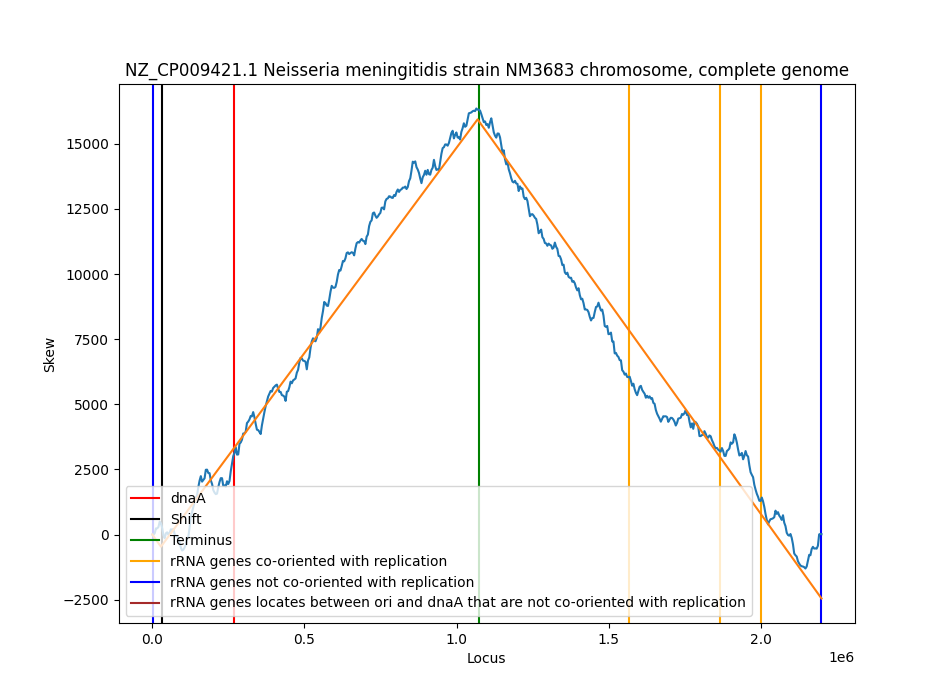 NZ_CP009421.1 Neisseria meningitidis strain NM3683 chromosome, complete genome
15000
12500
10000
7500
5000
2500
0
−2500
Skew
dnaA
Shift
Terminus
rRNA genes co-oriented with replication
rRNA genes not co-oriented with replication
rRNA genes locates between ori and dnaA that are not co-oriented with replication
0.0 0.5 1.0 1.5 2.0
1e6
Locus